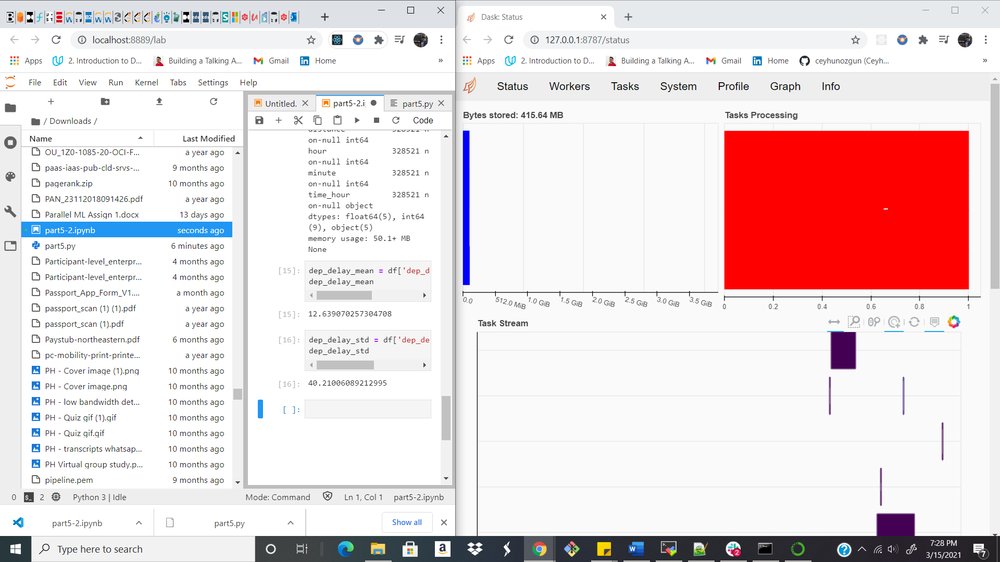 localhost:8889/lab
Apps
2. Introduction to D...
Building a Talking A...
Gmail
Home
»
File
Edit
View
Run
Kernel
Tabs
Settings
Help
/ Downloads /
Name
Last Modified
OU_1Z0-1085-20-OCI-F... a year ago
paas-iaas-pub-cld-srvs-... 9 months ago
pagerank.zip 10 months ago
PAN_23112018091426.pdf a year ago
Parallel ML Assign 1.docx 13 days ago
part5-2.ipynb seconds ago
part5.py 6 minutes ago
Participant-level_enterpr... 4 months ago
Participant-level_enterpr... 4 months ago
Passport_App_Form_V1.... a month ago
passport_scan (1) (1).pdf a year ago
passport_scan (1).pdf a year ago
Paystub-northeastern.pdf 6 months ago
pc-mobility-print-printe... a year ago
PH - Cover image (1).png 10 months ago
PH - Cover image.png 10 months ago
PH - low bandwidth det... 10 months ago
PH - Quiz gif (1).gif 10 months ago
PH - Quiz gif.gif 10 months ago
PH - transcripts whatsap... 10 months ago
PH Virtual group study.p... 10 months ago
pipeline.pem 9 months ago
Untitled.
part5-2.i
part5.py
Code
distance 328521 n
on-null int64
hour 328521 n
on-null int64
minute 328521 n
on-null int64
time_hour 328521 n
on-null object
dtypes: float64(5), int64
(9), object(5)
memory usage: 50.1+ MB
None
[15]: dep_delay_mean = df['dep_d
dep_delay_mean
[15]: 12.639070257304708
[16]: dep_delay_std = df['dep_de
dep_delay_std
[16]: 40.21006089212995
[ ]:
0
2
Python 3 | Idle
Mode: Command
Ln 1, Col 1
part5-2.ipynb
part5-2.ipynb
part5.py
Show all
Dask: Status
127.0.0.1:8787/status
Apps
2. Introduction to D...
Building a Talking A...
Gmail
Home
ceyhunozgun (Ceyh...
»
Status
Workers
Tasks
System
Profile
Graph
Info
Bytes stored: 415.64 MB
0.0 512.0 MiB 1.0 GiB 1.5 GiB 2.0 GiB 2.5 GiB 3.0 GiB 3.5 GiB
Tasks Processing
0 0.2 0.4 0.6 0.8 1
Task Stream
Type here to search
2
7:28 PM
3/15/2021
7